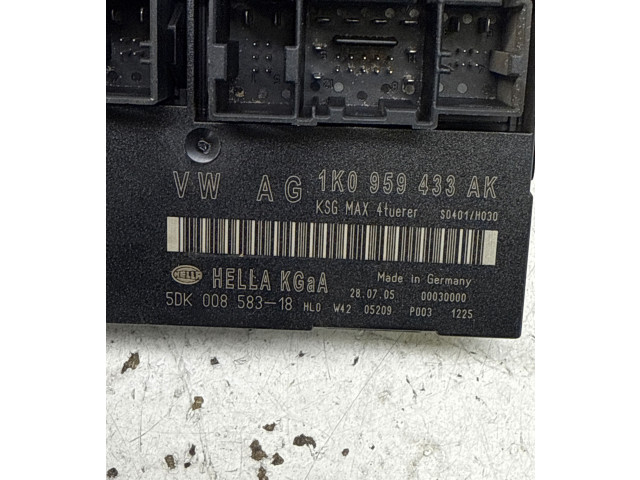 VW AG 1K0 959 433 AK
KSG MAX 4tuerer S0401/H030
HELLA HELLA KGaA Made in Germany
28.07.05 00030000
5DK 008 583-18 HL0 W42 05209 P003 1225